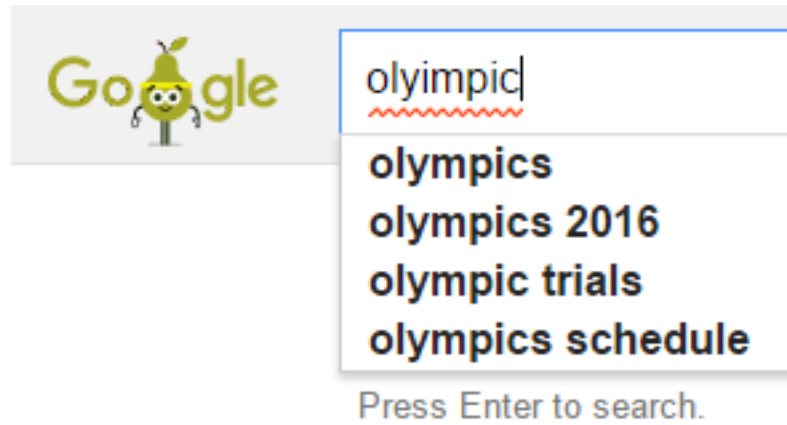 Google
olyimpic
olympics
olympics 2016
olympic trials
olympics schedule
Press Enter to search.